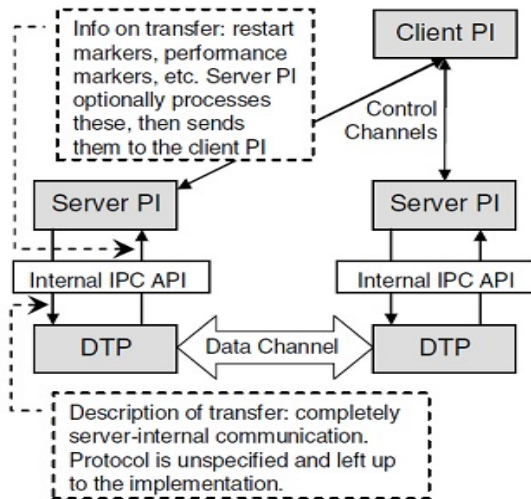 Info on transfer: restart
markers, performance
markers, etc. Server PI
optionally processes
these, then sends
them to the client PI
Client PI
Control
Channels
Server PI
Server PI
Internal IPC API
Internal IPC API
DTP
Data Channel
DTP
Description of transfer: completely
server-internal communication.
Protocol is unspecified and left up
to the implementation.